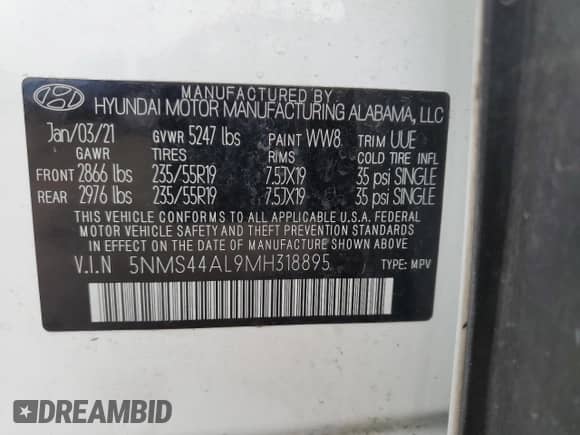 MANUFACTURED BY
HYUNDAI MOTOR MANUFACTURING ALABAMA, LLC
Jan/03/21 GVWR 5247 lbs PAINT WW8 TRIM UUE
GAWR TIRES RIMS COLD TIRE INFL
FRONT 2866 lbs 235/55R19 7.5JX19 35 psi SINGLE
REAR 2976 lbs 235/55R19 7.5JX19 35 psi SINGLE
THIS VEHICLE CONFORMS TO ALL APPLICABLE U.S.A. FEDERAL
MOTOR VEHICLE SAFETY AND THEFT PREVENTION STANDARDS
IN EFFECT ON THE DATE OF MANUFACTURE SHOWN ABOVE.
V.I.N 5NMS44AL9MH318895 TYPE: MPV
DREAMBID